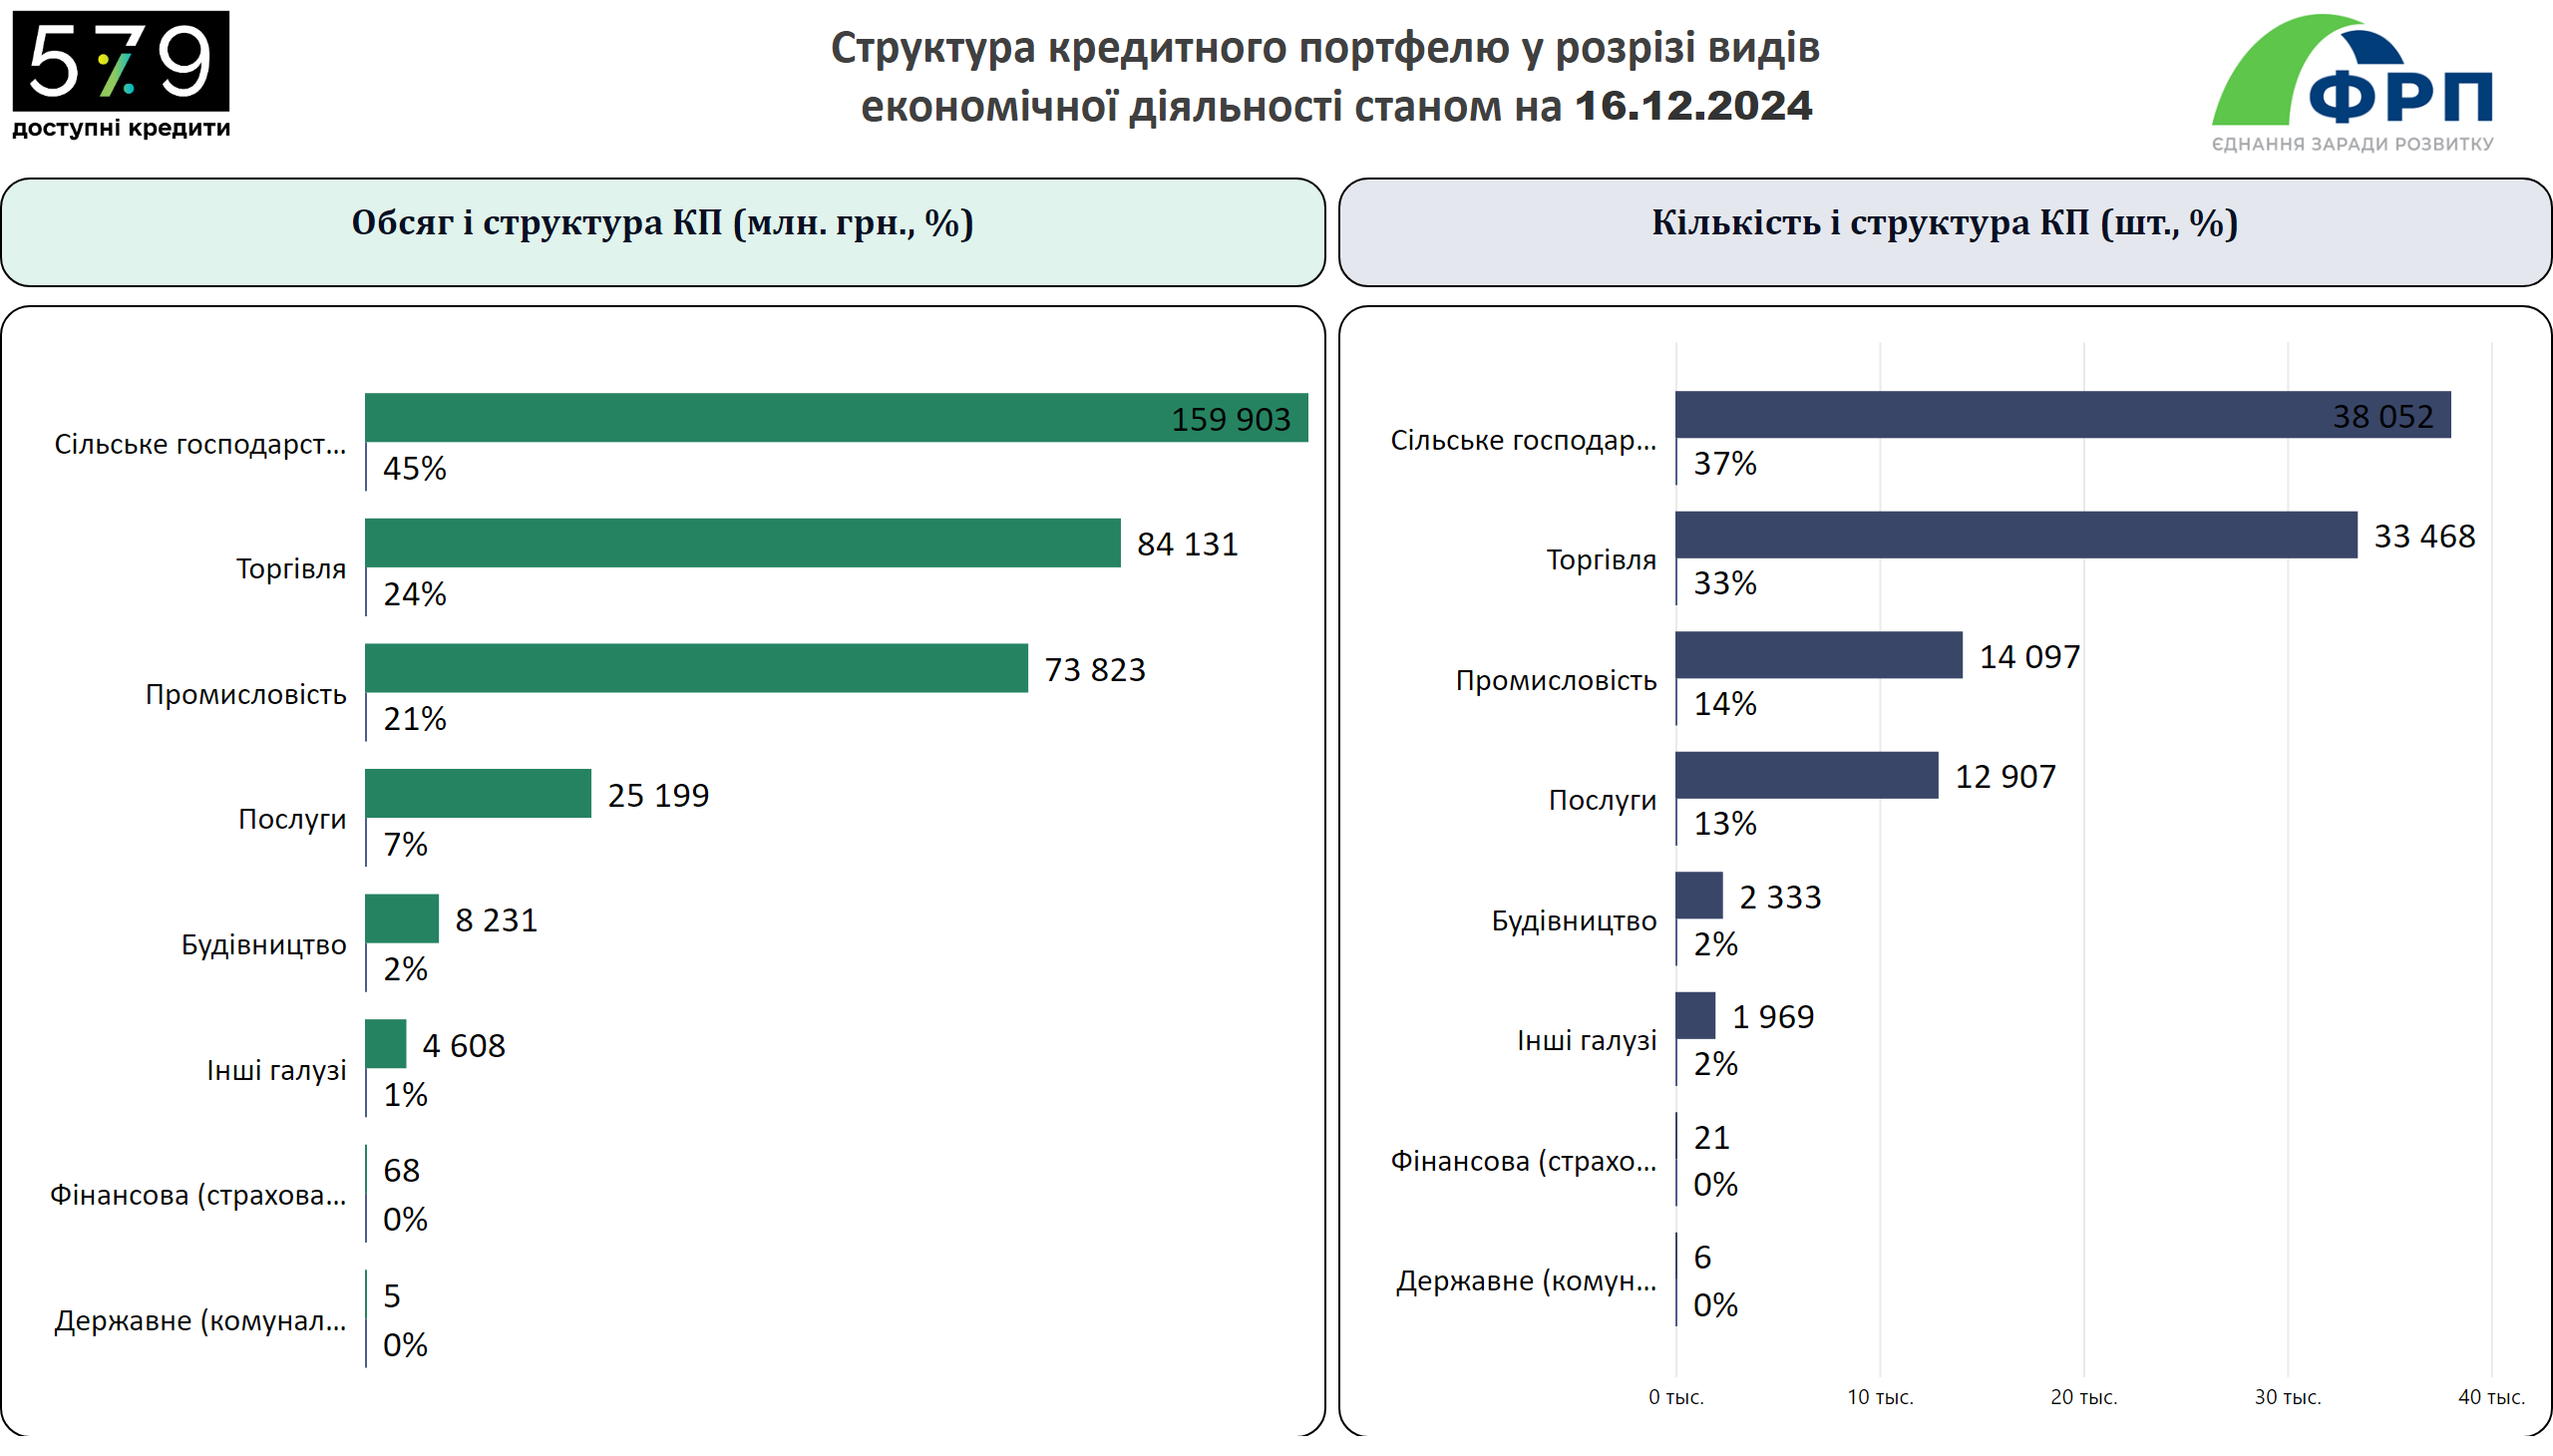 579
доступні кредити
Структура кредитного портфелю у розрізі видів
економічної діяльності станом на 16.12.2024
ФРП
ЄДНАННЯ ЗАРАДИ РОЗВИТКУ
Обсяг і структура КП (млн. грн., %)
Сільське господарст...
159 903
45%
Торгівля
84 131
24%
Промисловість
73 823
21%
Послуги
25 199
7%
Будівництво
8 231
2%
Інші галузі
4 608
1%
Фінансова (страхова...
68
0%
Державне (комунал...
5
0%
Кількість і структура КП (шт., %)
Сільське господар...
38 052
37%
Торгівля
33 468
33%
Промисловість
14 097
14%
Послуги
12 907
13%
Будівництво
2 333
2%
Інші галузі
1 969
2%
Фінансова (страхо...
21
0%
Державне (комун...
6
0%
0 тыс. 10 тыс. 20 тыс. 30 тыс. 40 тыс.